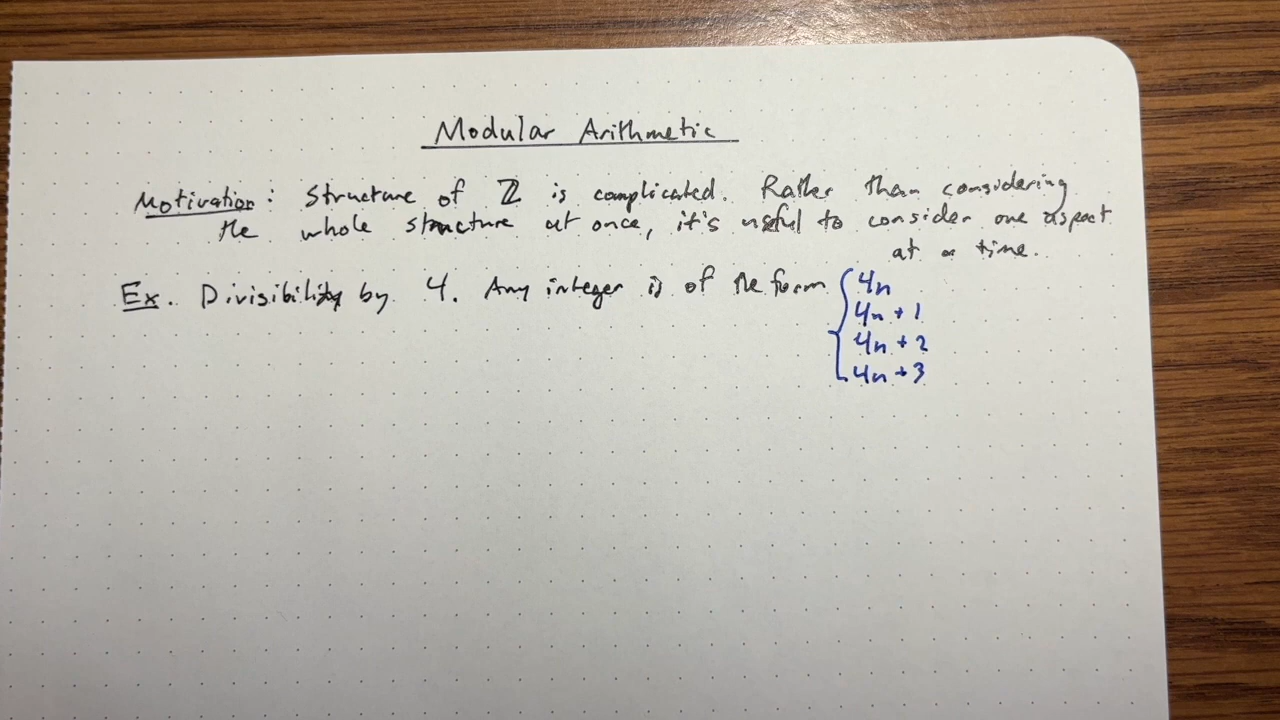 Modular Arithmetic
Motivation: Structure of ℤ is complicated. Rather than considering
the whole structure at once, it's useful to consider one aspect
at a time.
Ex. Divisibility by 4. Any integer is of the form { 4n
4n + 1
4n + 2
4n + 3